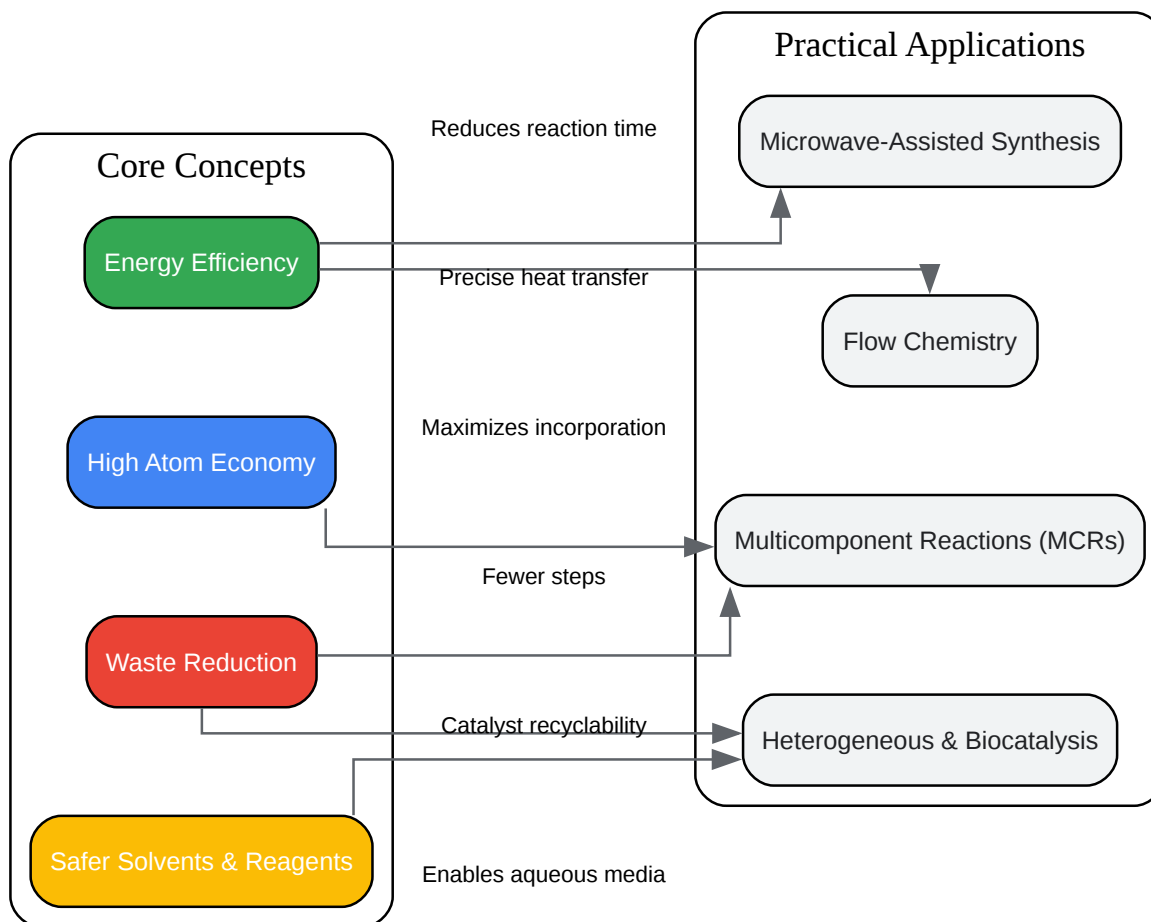 Practical Applications
Reduces reaction time
Microwave-Assisted Synthesis
Core Concepts
Energy Efficiency
Precise heat transfer
Flow Chemistry
Maximizes incorporation
High Atom Economy
Multicomponent Reactions (MCRs)
Fewer steps
Waste Reduction
Catalyst recyclability
Heterogeneous & Biocatalysis
Safer Solvents & Reagents
Enables aqueous media